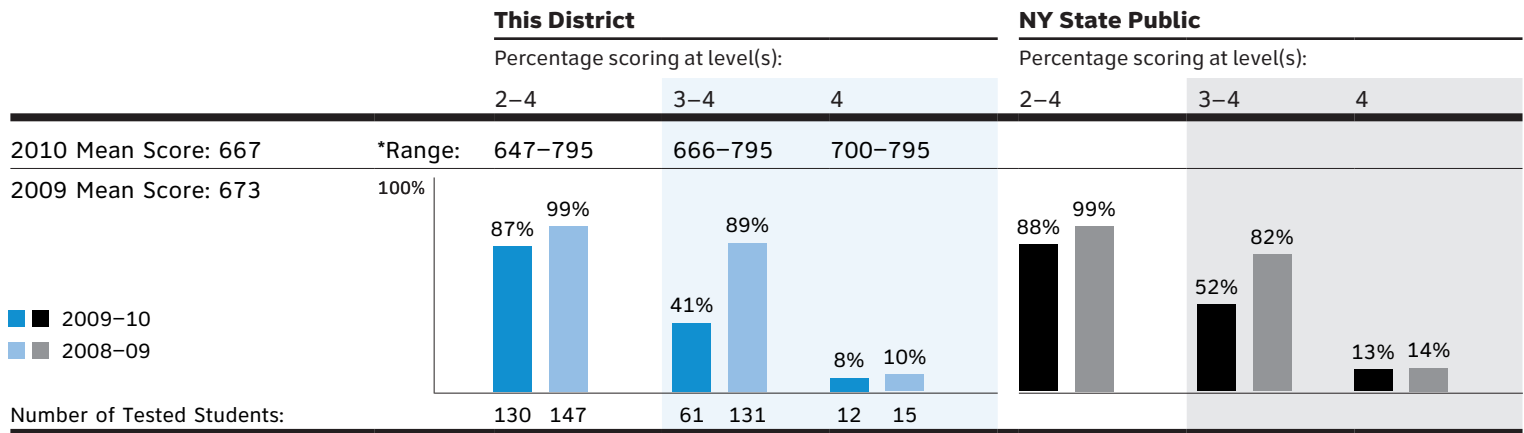 This District NY State Public
Percentage scoring at level(s): Percentage scoring at level(s):
2–4 3–4 4 2–4 3–4 4
2010 Mean Score: 667 *Range: 647–795 666–795 700–795
2009 Mean Score: 673 100%
87% 99% 89% 41% 8% 10% 88% 99% 82% 52% 13% 14%
2009–10
2008–09
Number of Tested Students: 130 147 61 131 12 15